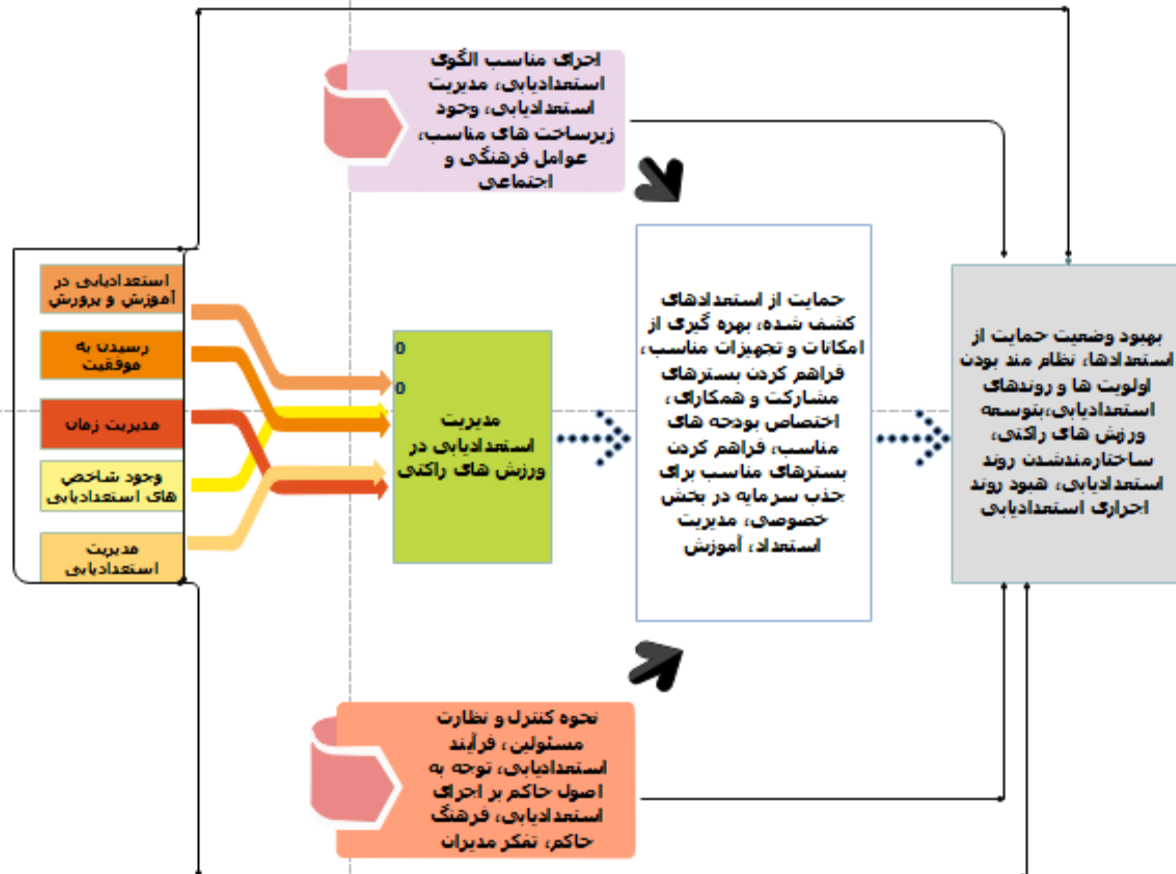 اجرای مناسب الگوی
استعدادیابی، مدیریت
استعدادیابی، وجود
زیرساخت های مناسب،
عوامل فرهنگی و
اجتماعی
استعدادیابی در
آموزش و پرورش
رسیدن به
موفقیت
مدیریت زمان
وجود شاخص
های استعدادیابی
مدیریت
استعدادیابی
0
0
مدیریت
استعدادیابی در
ورزش های راکتی
حمایت از استعدادهای
کشف شده، بهره گیری از
امکانات و تجهیزات مناسب،
فراهم کردن بسترهای
مشارکت و همکارای،
اختصاص بودجه های
مناسب، فراهم کردن
بسترهای مناسب برای
جذب سرمایه در بخش
خصوصی، مدیریت
استعداد، آموزش
بهبود وضعیت حمایت از
استعدادها، نظام مند بودن
اولویت ها و روندهای
استعدادیابی،بتوسعه
ورزش های راکتی،
ساختارمندشدن روند
استعدادیابی، هبود روند
اجراری استعدادیابی
نحوه کنترل و نظارت
مسئولین، فرآیند
استعدادیابی، توجه به
اصول حاکم بر اجرای
استعدادیابی، فرهنگ
حاکم، تفکر مدیران